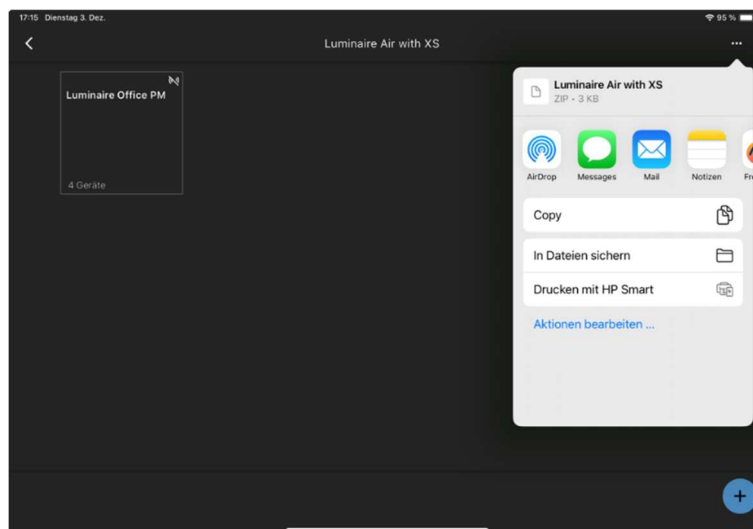 17:15 Dienstag 3. Dez.
95 %
Luminaire Air with XS
Luminaire Office PM
4 Geräte
Luminaire Air with XS
ZIP • 3 KB
AirDrop
Messages
Mail
Notizen
Fre
Copy
In Dateien sichern
Drucken mit HP Smart
Aktionen bearbeiten ...